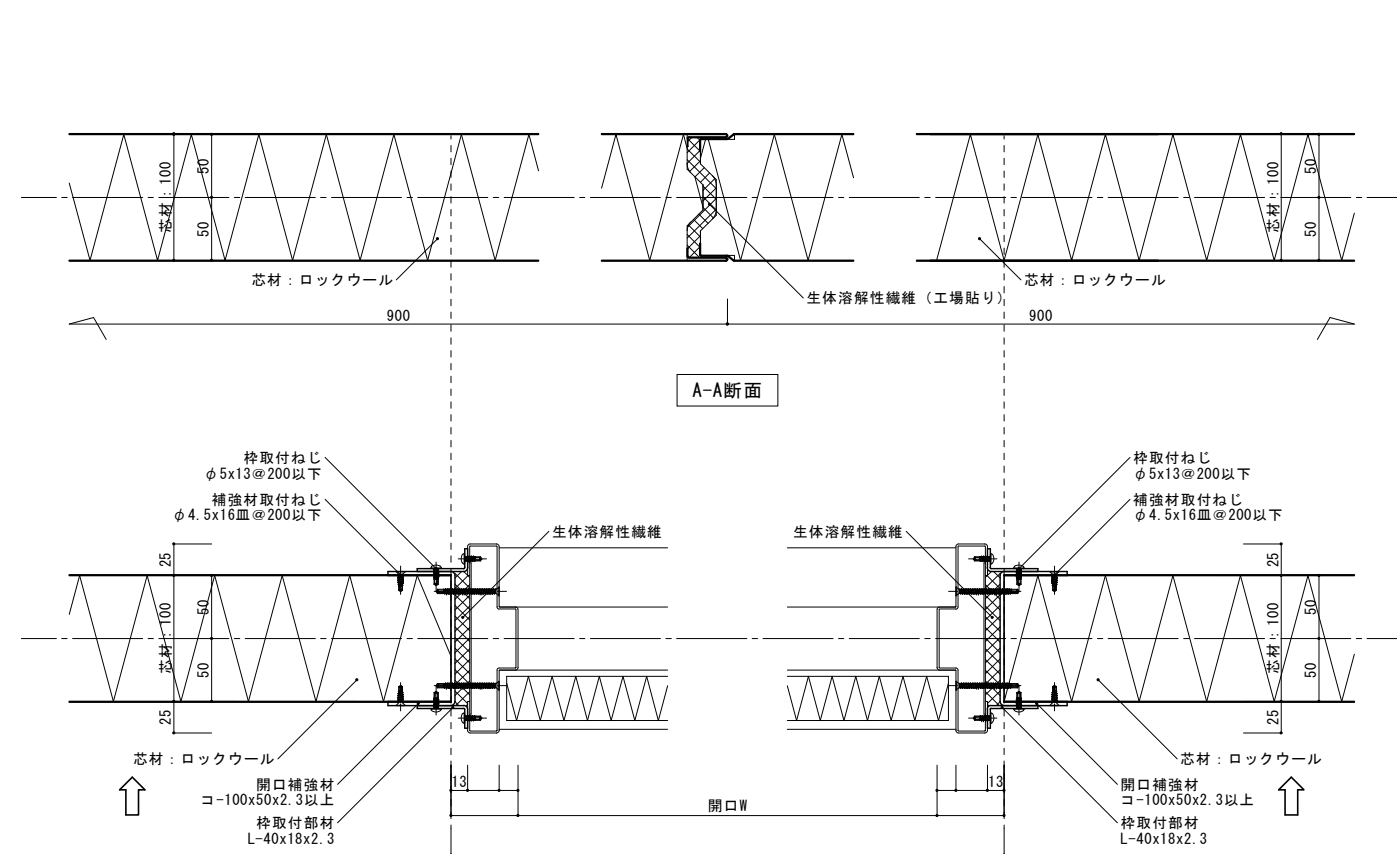 芯材：100
50
50
芯材：100
50
50
芯材：ロックウール
芯材：ロックウール
生体溶解性繊維（工場貼り）
900
900
A-A断面
枠取付ねじ
φ5x13@200以下
補強材取付ねじ
φ4.5x16皿@200以下
生体溶解性繊維
生体溶解性繊維
枠取付ねじ
φ5x13@200以下
補強材取付ねじ
φ4.5x16皿@200以下
25
芯材：100
50
50
25
25
芯材：100
50
50
25
芯材：ロックウール
芯材：ロックウール
開口補強材
コ-100x50x2.3以上
枠取付部材
L-40x18x2.3
13
開口W
13
開口補強材
コ-100x50x2.3以上
枠取付部材
L-40x18x2.3